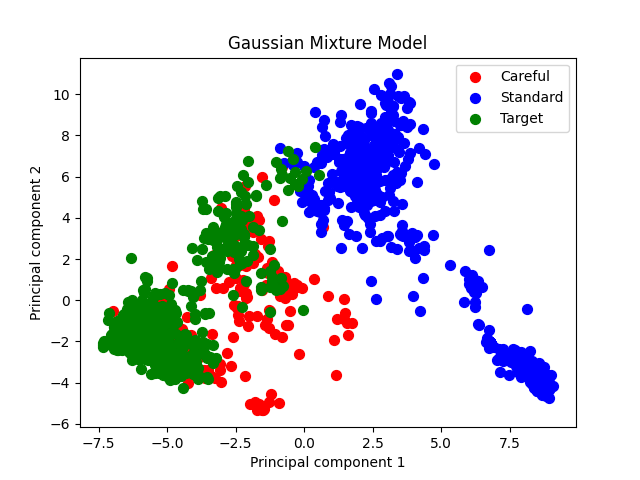 Gaussian Mixture Model
Careful
Standard
Target
Principal component 2
10
8
6
4
2
0
−2
−4
−6
−7.5 −5.0 −2.5 0.0 2.5 5.0 7.5
Principal component 1